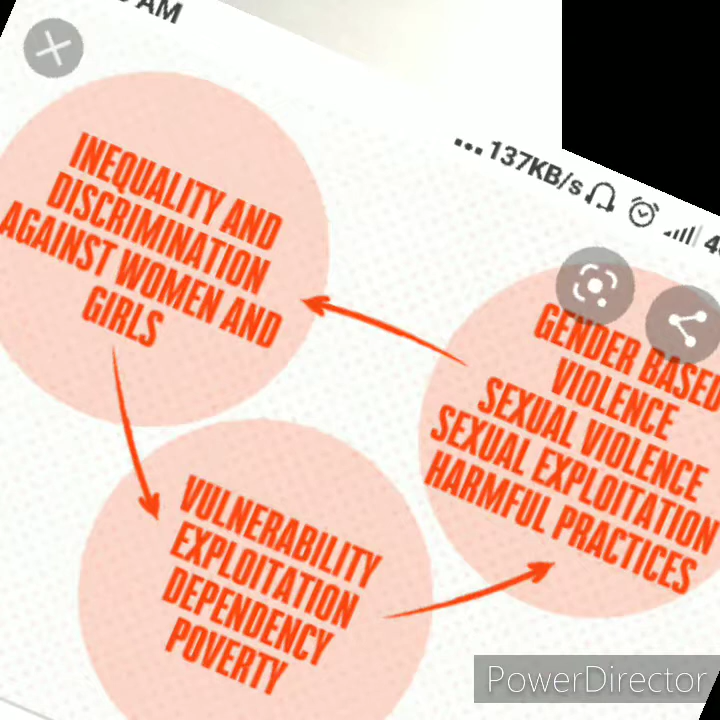 AM
137KB/s
INEQUALITY AND
DISCRIMINATION
AGAINST WOMEN AND
GIRLS
GENDER BASED
VIOLENCE
SEXUAL VIOLENCE
SEXUAL EXPLOITATION
HARMFUL PRACTICES
VULNERABILITY
EXPLOITATION
DEPENDENCY
POVERTY
PowerDirector